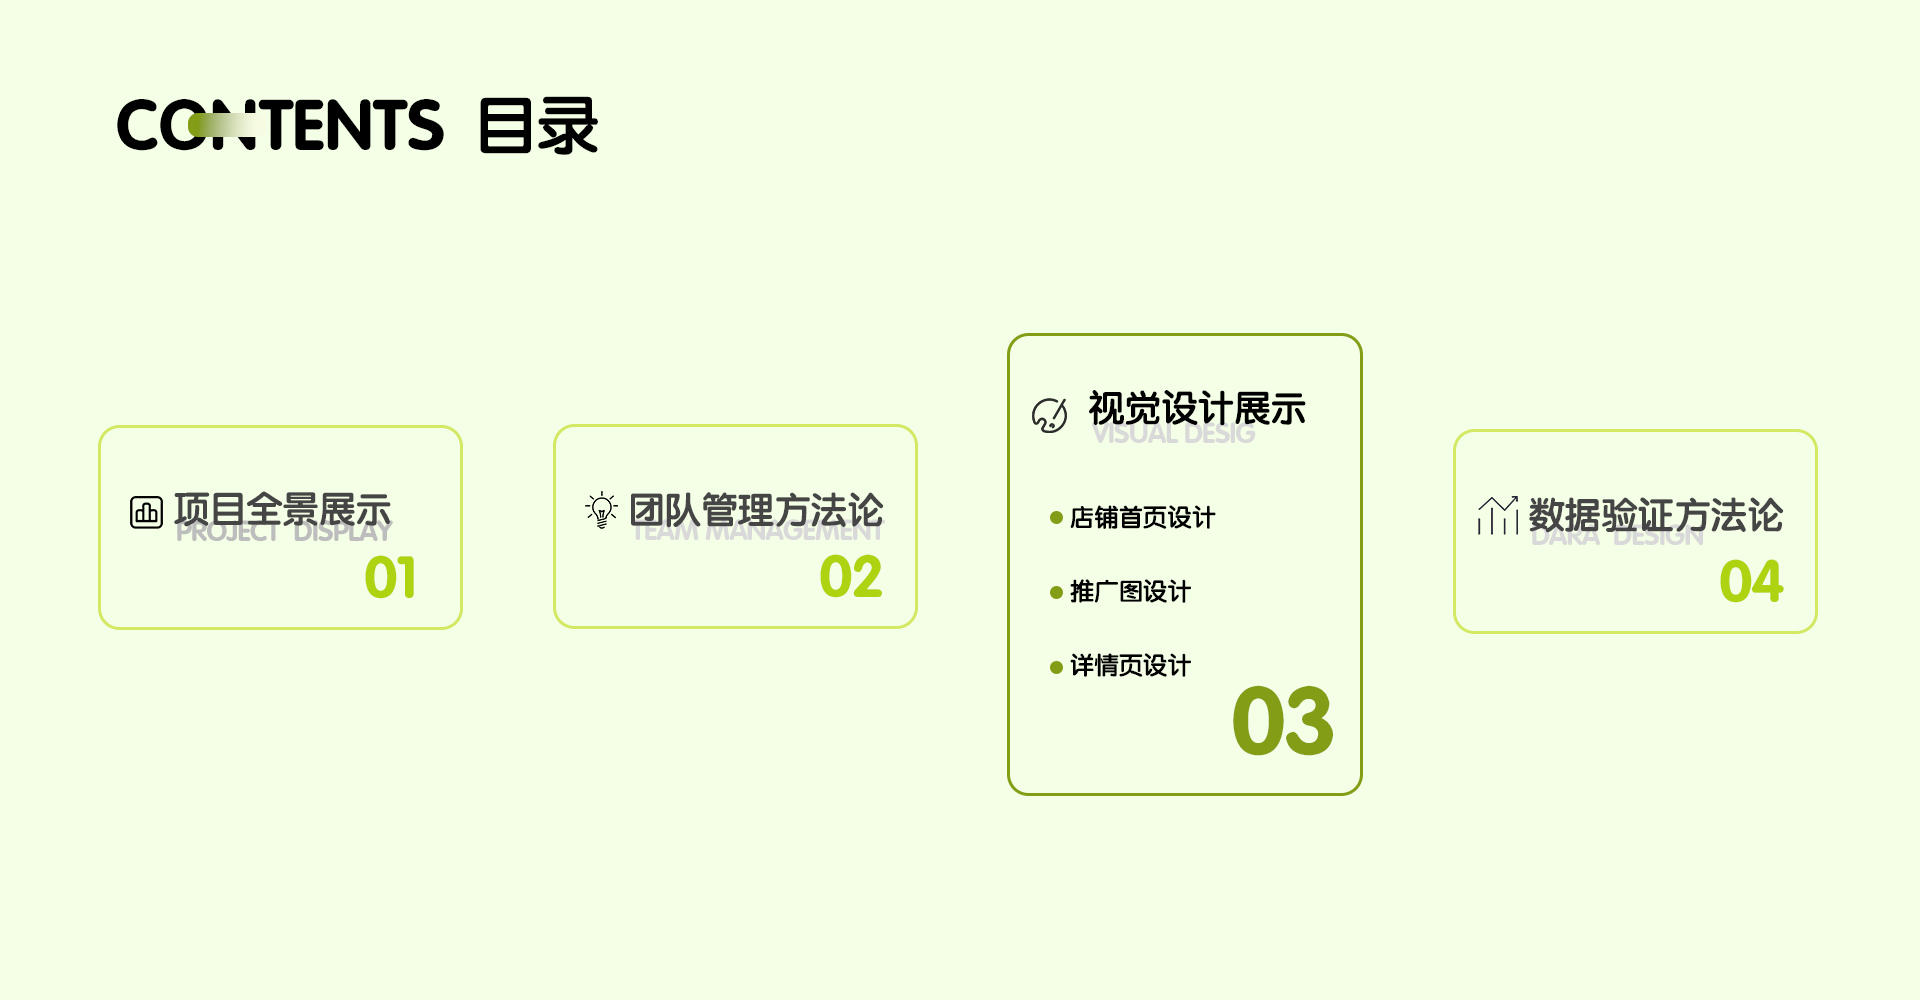 CONTENTS 目录
项目全景展示
PROJECT DISPLAY
01
团队管理方法论
TEAM MANAGEMENT
02
视觉设计展示
VISUAL DESIG
店铺首页设计
推广图设计
详情页设计
03
数据验证方法论
DARA DESIGN
04